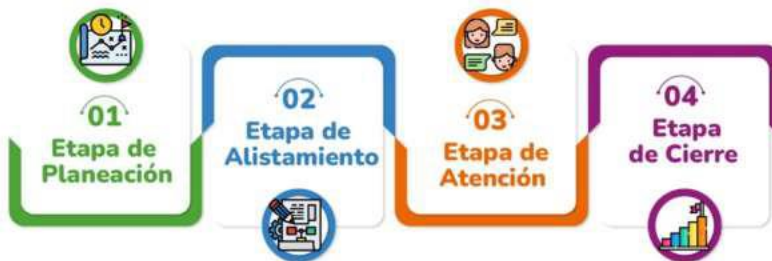 01
Etapa de
Planeación
02
Etapa de
Alistamiento
03
Etapa de
Atención
04
Etapa
de Cierre